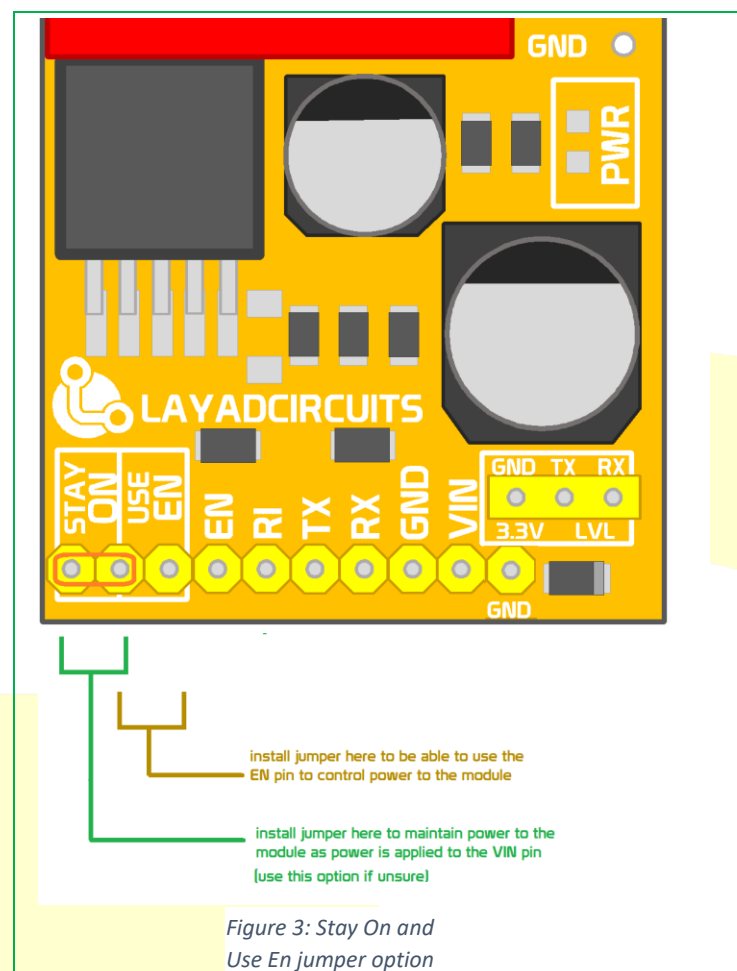 GND
PWR
LAYADCIRCUITS
STAY
ON
USE
EN
EN
RI
TX
RX
GND
VIN
GND TX RX
3.3V LVL
GND
install jumper here to be able to use the
EN pin to control power to the module
install jumper here to maintain power to the
module as power is applied to the VIN pin
(use this option if unsure)
Figure 3: Stay On and
Use En jumper option